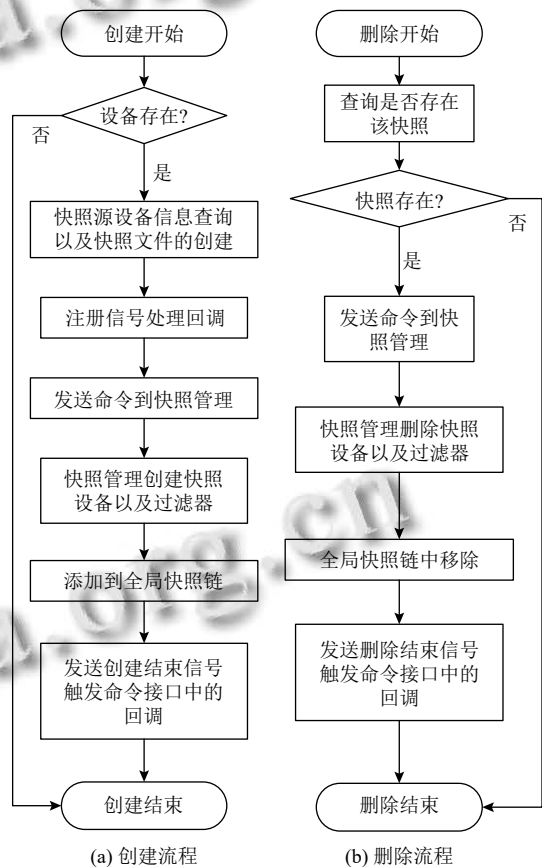 创建开始
设备存在?
否
是
快照源设备信息查询
以及快照文件的创建
注册信号处理回调
发送命令到快照管理
快照管理创建快照
设备以及过滤器
添加到全局快照链
发送创建结束信号
触发命令接口中的
回调
创建结束
(a) 创建流程
删除开始
查询是否存在
该快照
快照存在?
否
是
发送命令到快
照管理
快照管理删除快照
设备以及过滤器
全局快照链中移除
发送删除结束信号
触发命令接口中的
回调
删除结束
(b) 删除流程